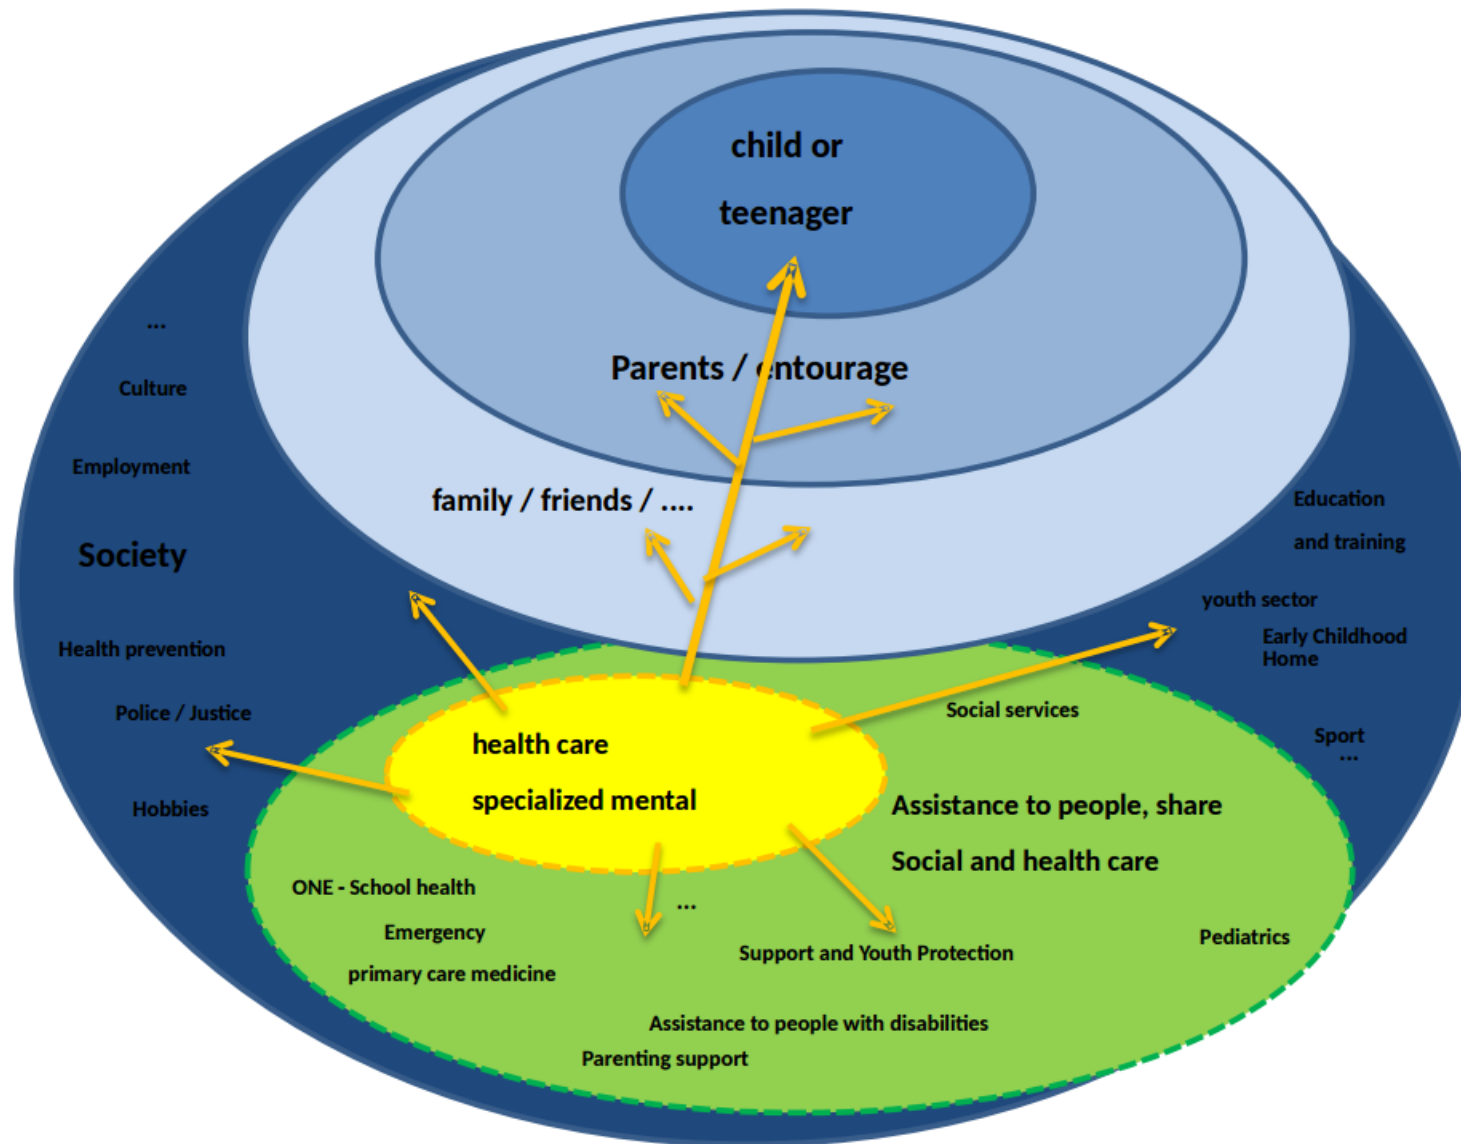 child or
teenager
Parents / entourage
family / friends / ....
...
Culture
Employment
Society
Health prevention
Police / Justice
Hobbies
Education
and training
youth sector
Early Childhood
Home
Sport
...
Social services
health care
specialized mental
Assistance to people, share
Social and health care
ONE - School health
...
Emergency
primary care medicine
Support and Youth Protection
Pediatrics
Assistance to people with disabilities
Parenting support